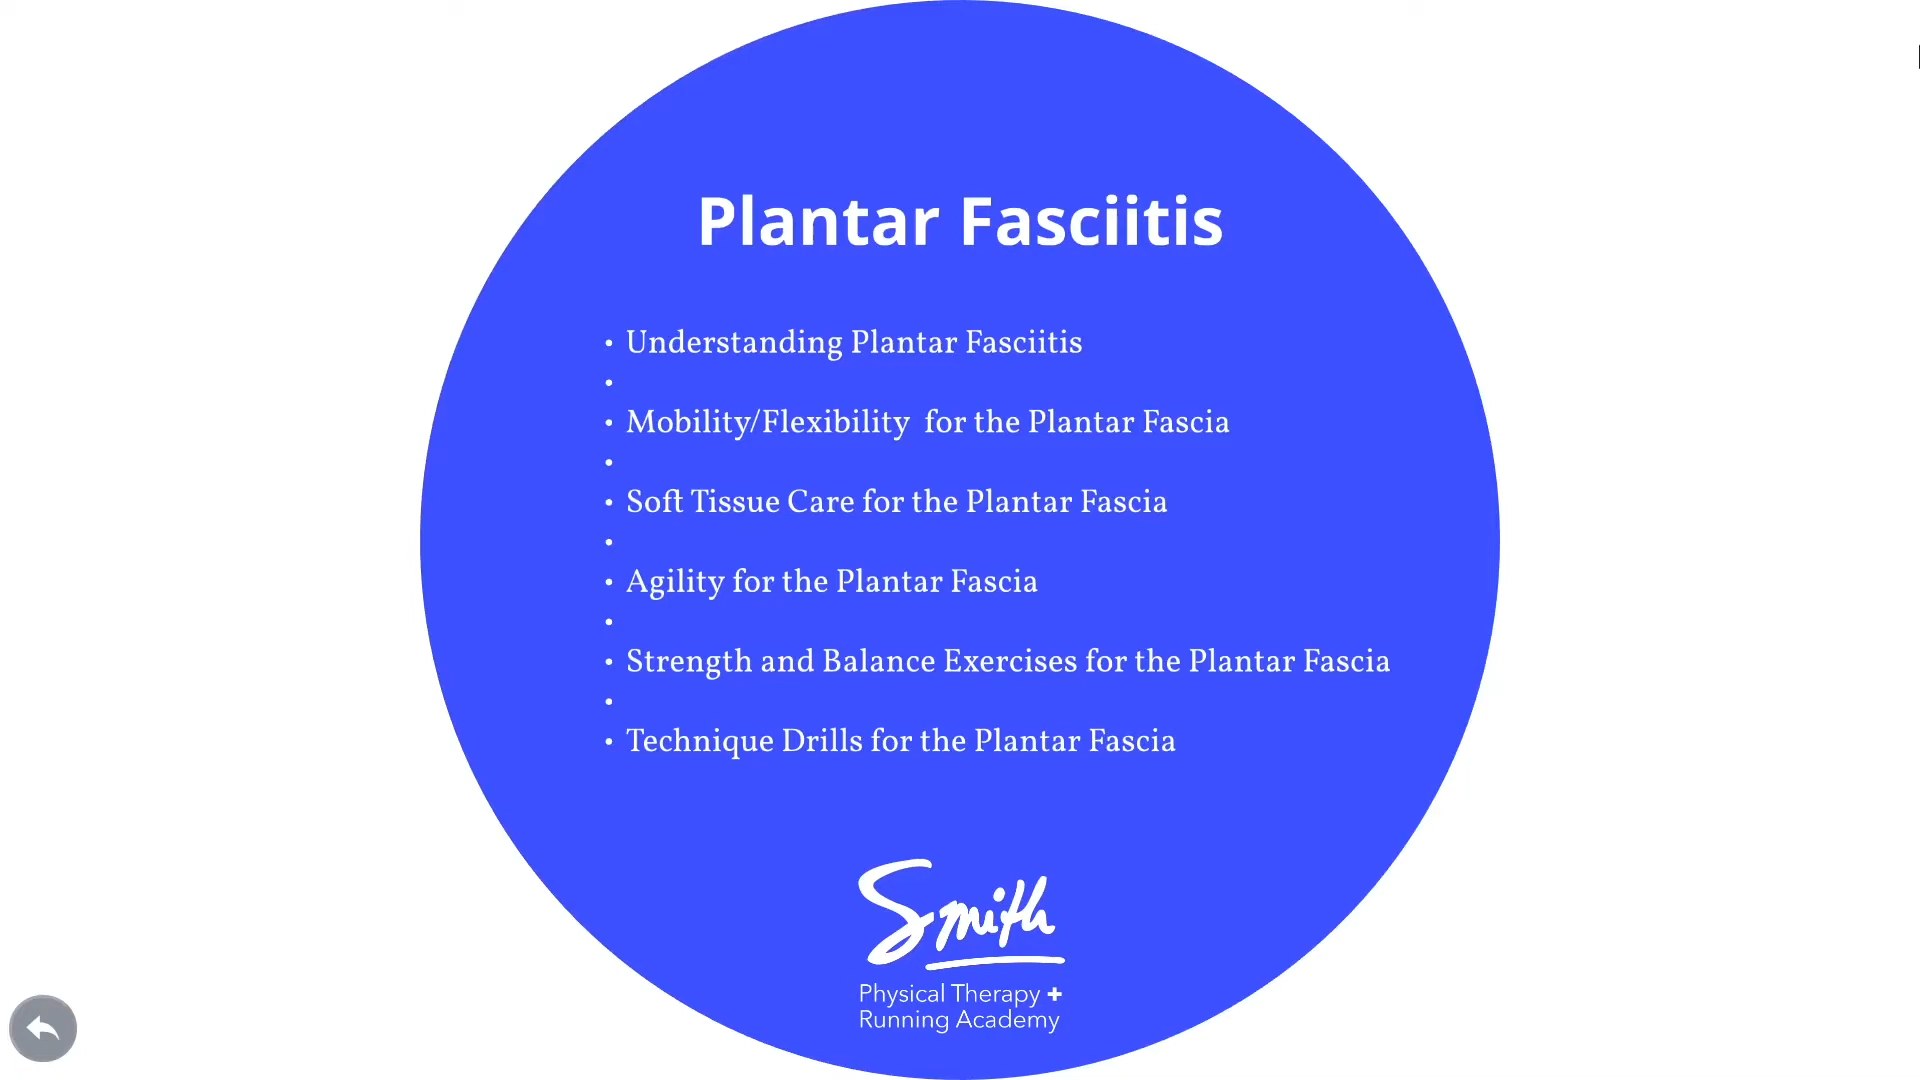 Plantar Fasciitis
• Understanding Plantar Fasciitis
•
• Mobility/Flexibility  for the Plantar Fascia
•
• Soft Tissue Care for the Plantar Fascia
•
• Agility for the Plantar Fascia
•
• Strength and Balance Exercises for the Plantar Fascia
•
• Technique Drills for the Plantar Fascia
Smith
Physical Therapy +
Running Academy